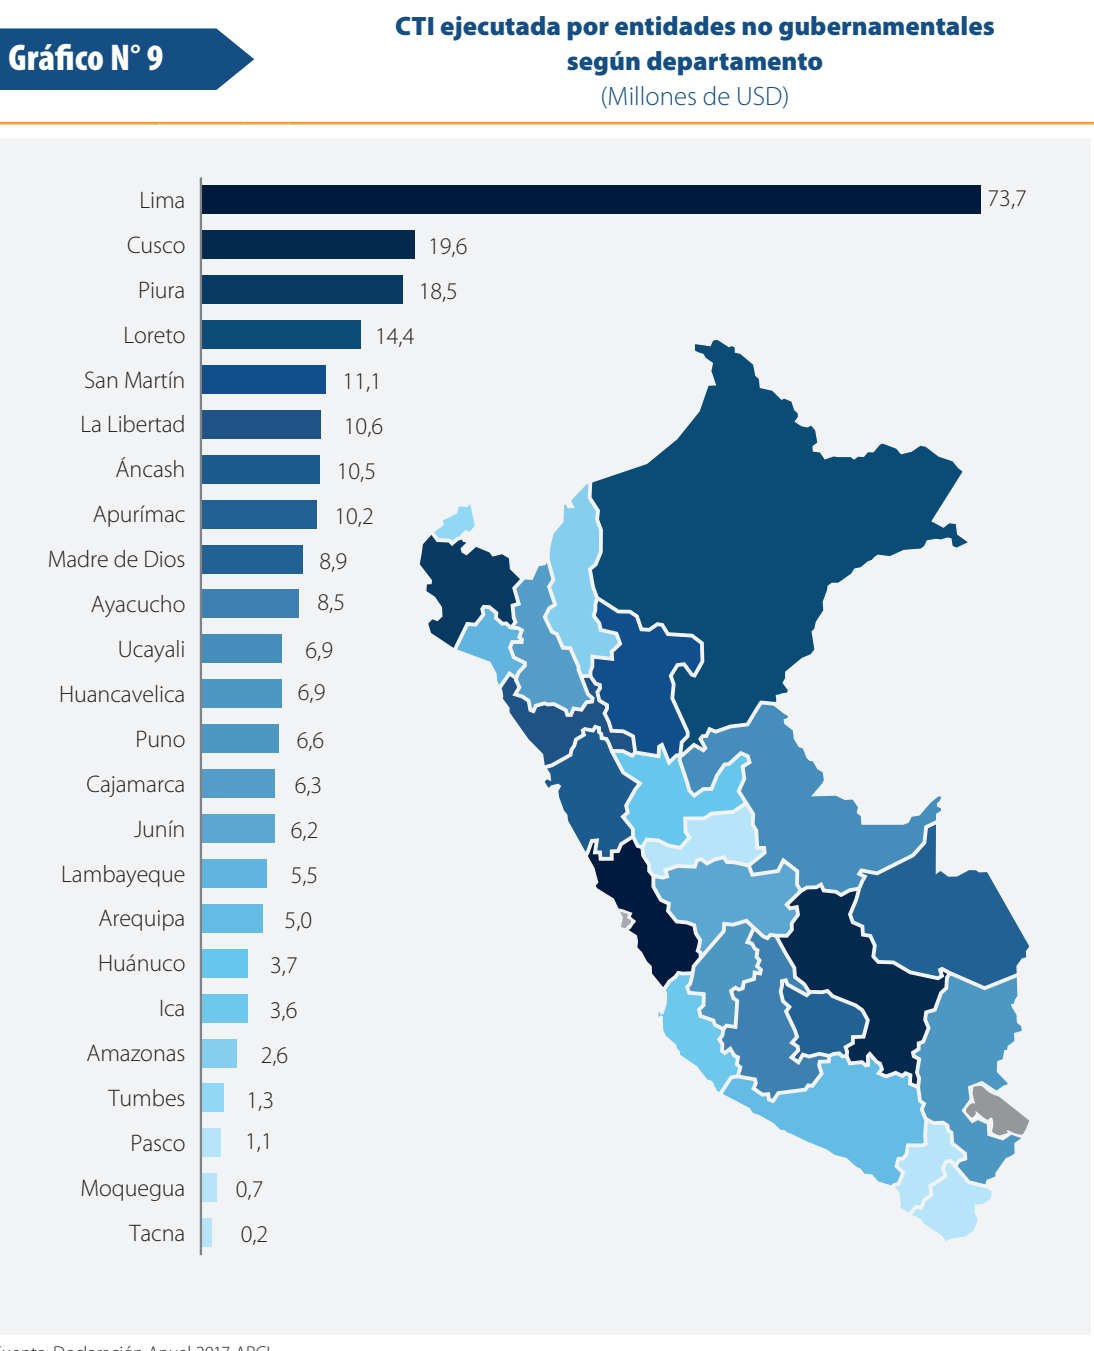 Gráfico N° 9
CTI ejecutada por entidades no gubernamentales
según departamento
(Millones de USD)
Lima 73,7
Cusco 19,6
Piura 18,5
Loreto 14,4
San Martín 11,1
La Libertad 10,6
Áncash 10,5
Apurímac 10,2
Madre de Dios 8,9
Ayacucho 8,5
Ucayali 6,9
Huancavelica 6,9
Puno 6,6
Cajamarca 6,3
Junín 6,2
Lambayeque 5,5
Arequipa 5,0
Huánuco 3,7
Ica 3,6
Amazonas 2,6
Tumbes 1,3
Pasco 1,1
Moquegua 0,7
Tacna 0,2